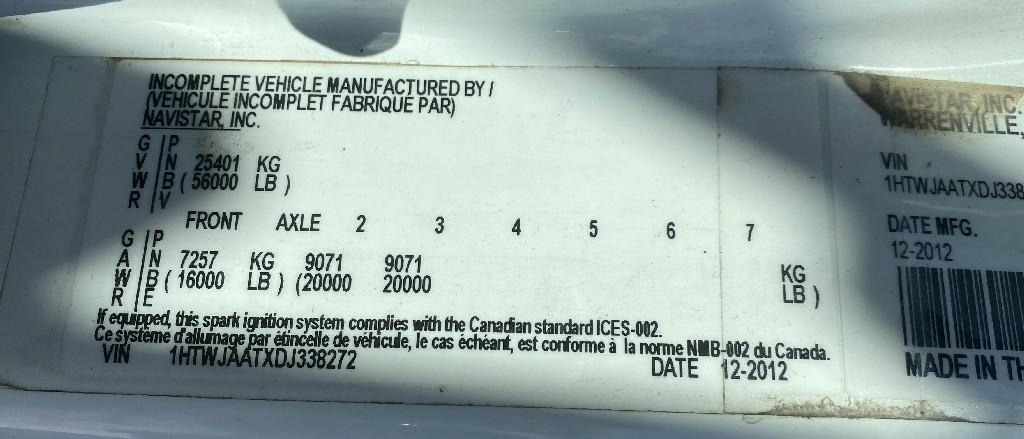 INCOMPLETE VEHICLE MANUFACTURED BY /
(VEHICULE INCOMPLET FABRIQUE PAR)
NAVISTAR, INC.
G / P
V / N 25401 KG
W / B ( 56000 LB )
R / V
FRONT AXLE 2 3 4 5 6 7
G / P
A / N 7257 KG 9071 9071 KG
W / B ( 16000 LB ) (20000 20000 LB )
R / E
If equipped, this spark ignition system complies with the Canadian standard ICES-002.
Ce système d'allumage par étincelle de véhicule, le cas échéant, est conforme à la norme NMB-002 du Canada.
VIN 1HTWJAATXDJ338272 DATE 12-2012
NAVISTAR, INC.
WARRENVILLE,
VIN
1HTWJAATXDJ338
DATE MFG.
12-2012
MADE IN TH